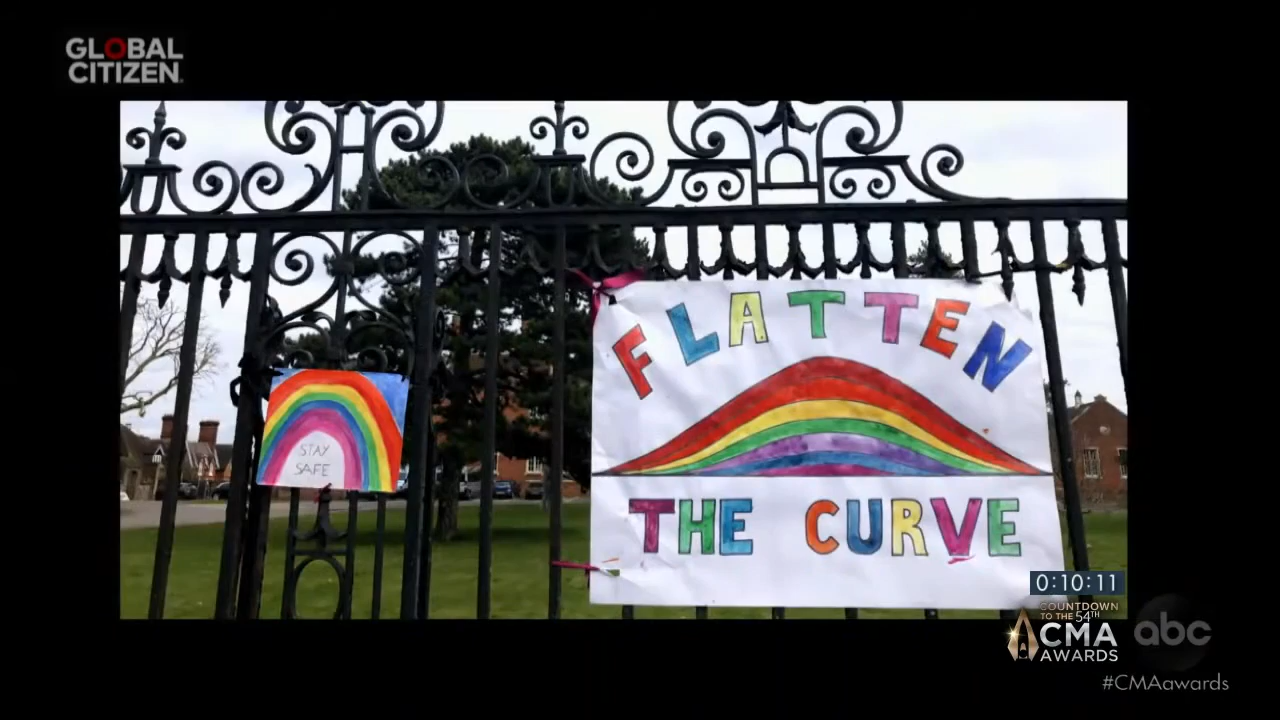 GLOBAL
CITIZEN.
FLATTEN
STAY
SAFE
THE CURVE
0:10:11
COUNTDOWN
TO THE 54TH
CMA
AWARDS
abc
#CMAawards